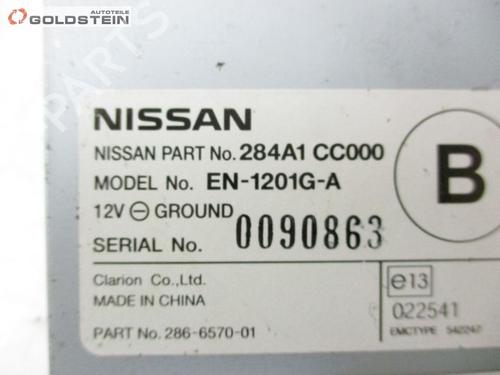 AUTOTEILE
GOLDSTEIN
NISSAN
NISSAN PART No. 284A1 CC000
MODEL No. EN-1201G-A
12V ⊖ GROUND
SERIAL No. 0090863
B
Clarion Co.,Ltd.
MADE IN CHINA
PART No. 286-6570-01
e13
022541
EMCTYPE 542247